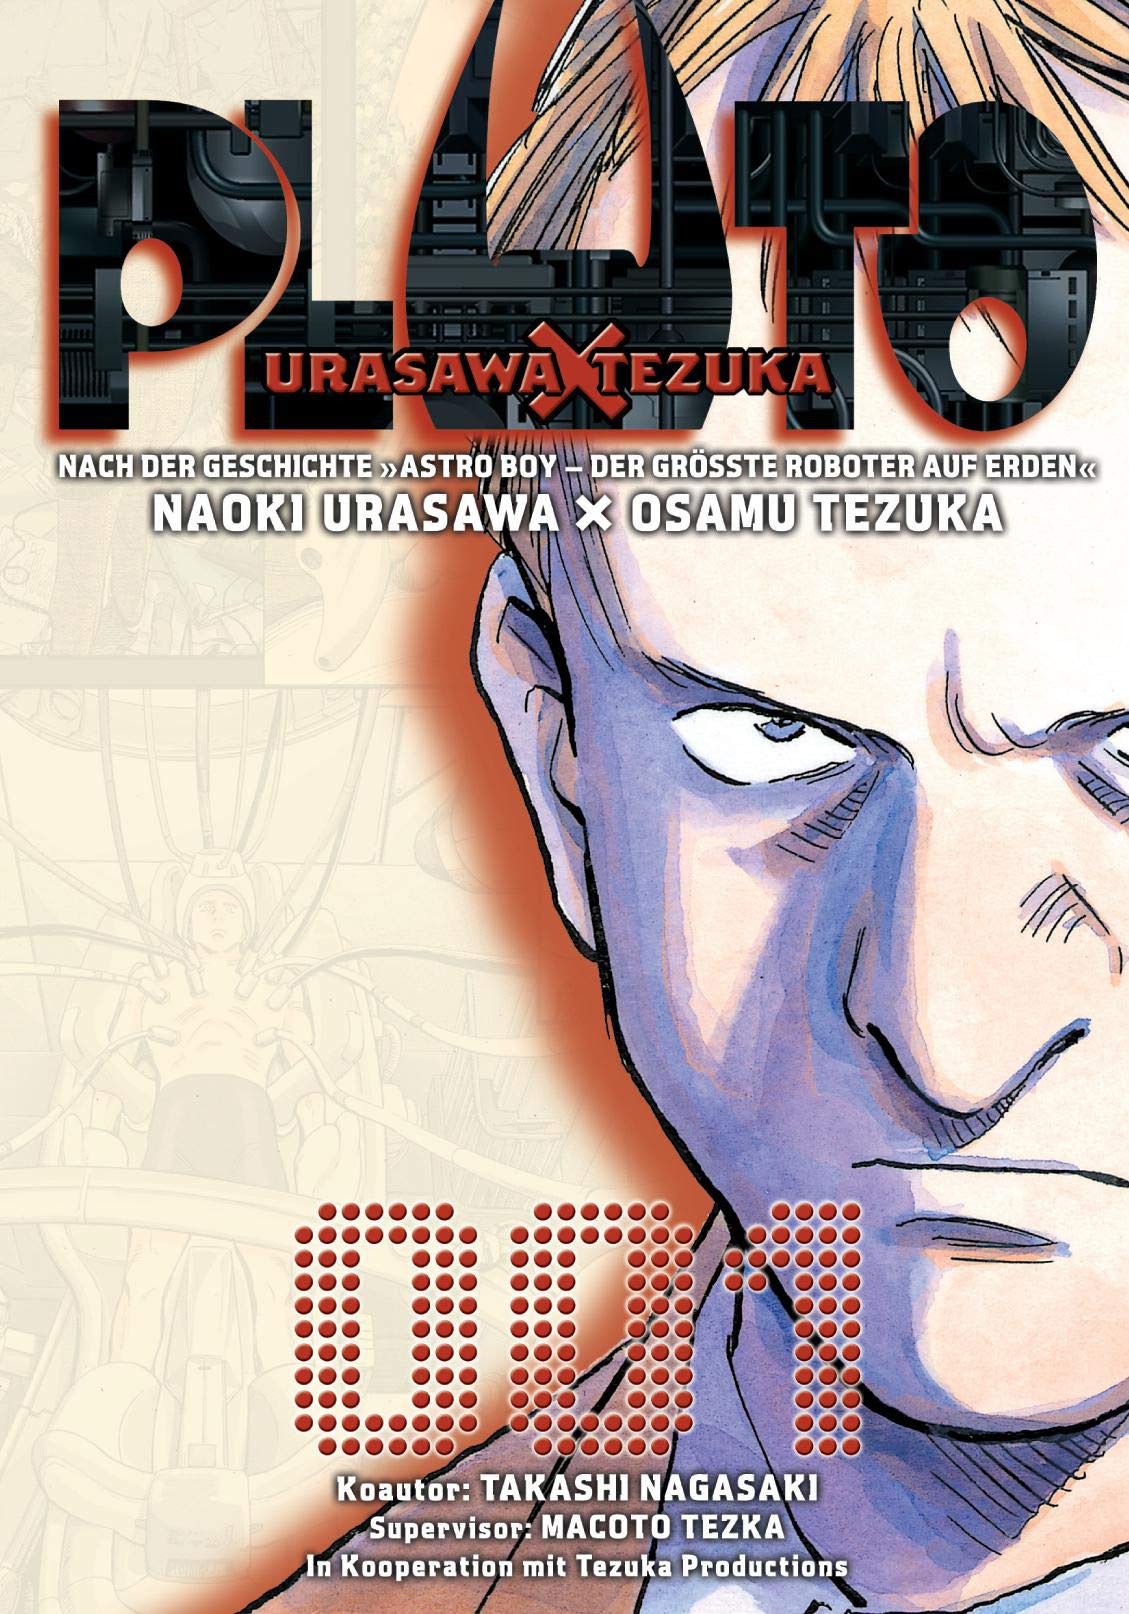 PLUTO
URASAWA×TEZUKA
NACH DER GESCHICHTE »ASTRO BOY – DER GRÖSSTE ROBOTER AUF ERDEN«
NAOKI URASAWA × OSAMU TEZUKA
001
Koautor: TAKASHI NAGASAKI
Supervisor: MACOTO TEZKA
In Kooperation mit Tezuka Productions